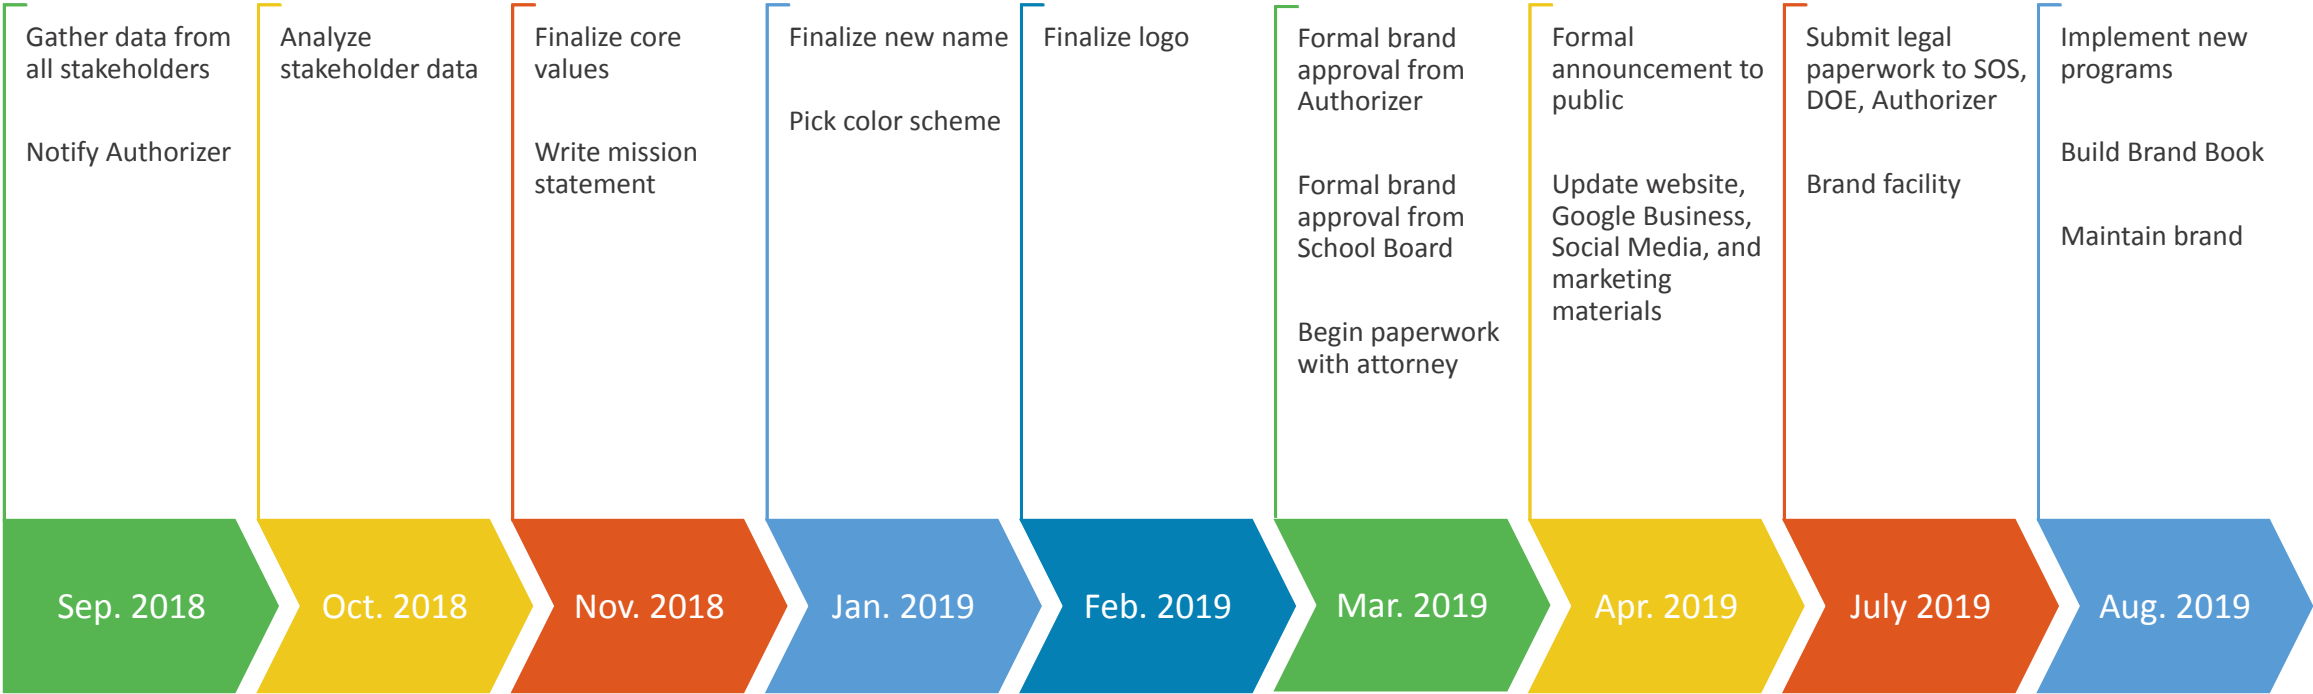 Gather data from
all stakeholders
Notify Authorizer
Sep. 2018
Analyze
stakeholder data
Oct. 2018
Finalize core
values
Write mission
statement
Nov. 2018
Finalize new name
Pick color scheme
Jan. 2019
Finalize logo
Feb. 2019
Formal brand
approval from
Authorizer
Formal brand
approval from
School Board
Begin paperwork
with attorney
Mar. 2019
Formal
announcement to
public
Update website,
Google Business,
Social Media, and
marketing
materials
Apr. 2019
Submit legal
paperwork to SOS,
DOE, Authorizer
Brand facility
July 2019
Implement new
programs
Build Brand Book
Maintain brand
Aug. 2019